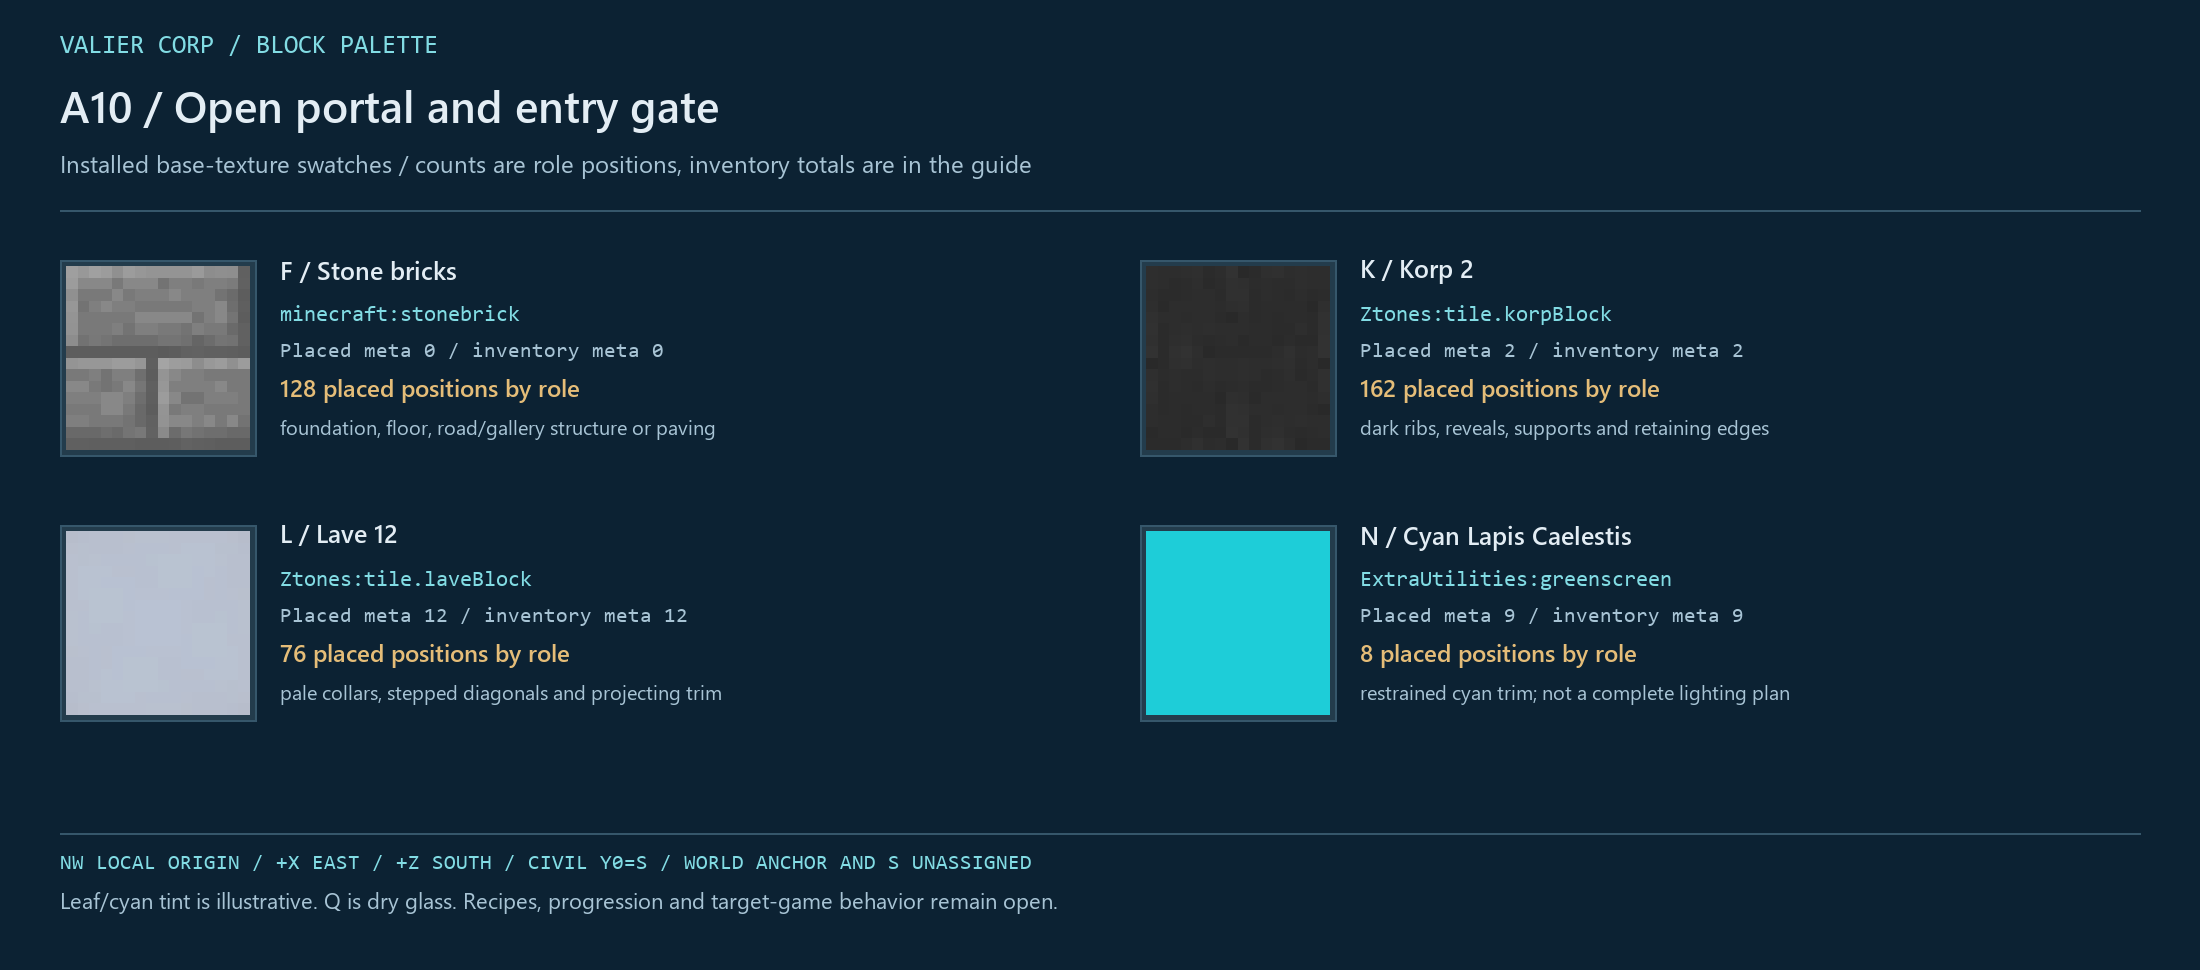 VALIER CORP / BLOCK PALETTE
A10 / Open portal and entry gate
Installed base-texture swatches / counts are role positions, inventory totals are in the guide
F / Stone bricks
minecraft:stonebrick
Placed meta 0 / inventory meta 0
128 placed positions by role
foundation, floor, road/gallery structure or paving
K / Korp 2
Ztones:tile.korpBlock
Placed meta 2 / inventory meta 2
162 placed positions by role
dark ribs, reveals, supports and retaining edges
L / Lave 12
Ztones:tile.laveBlock
Placed meta 12 / inventory meta 12
76 placed positions by role
pale collars, stepped diagonals and projecting trim
N / Cyan Lapis Caelestis
ExtraUtilities:greenscreen
Placed meta 9 / inventory meta 9
8 placed positions by role
restrained cyan trim; not a complete lighting plan
NW LOCAL ORIGIN / +X EAST / +Z SOUTH / CIVIL Y0=S / WORLD ANCHOR AND S UNASSIGNED
Leaf/cyan tint is illustrative. Q is dry glass. Recipes, progression and target-game behavior remain open.